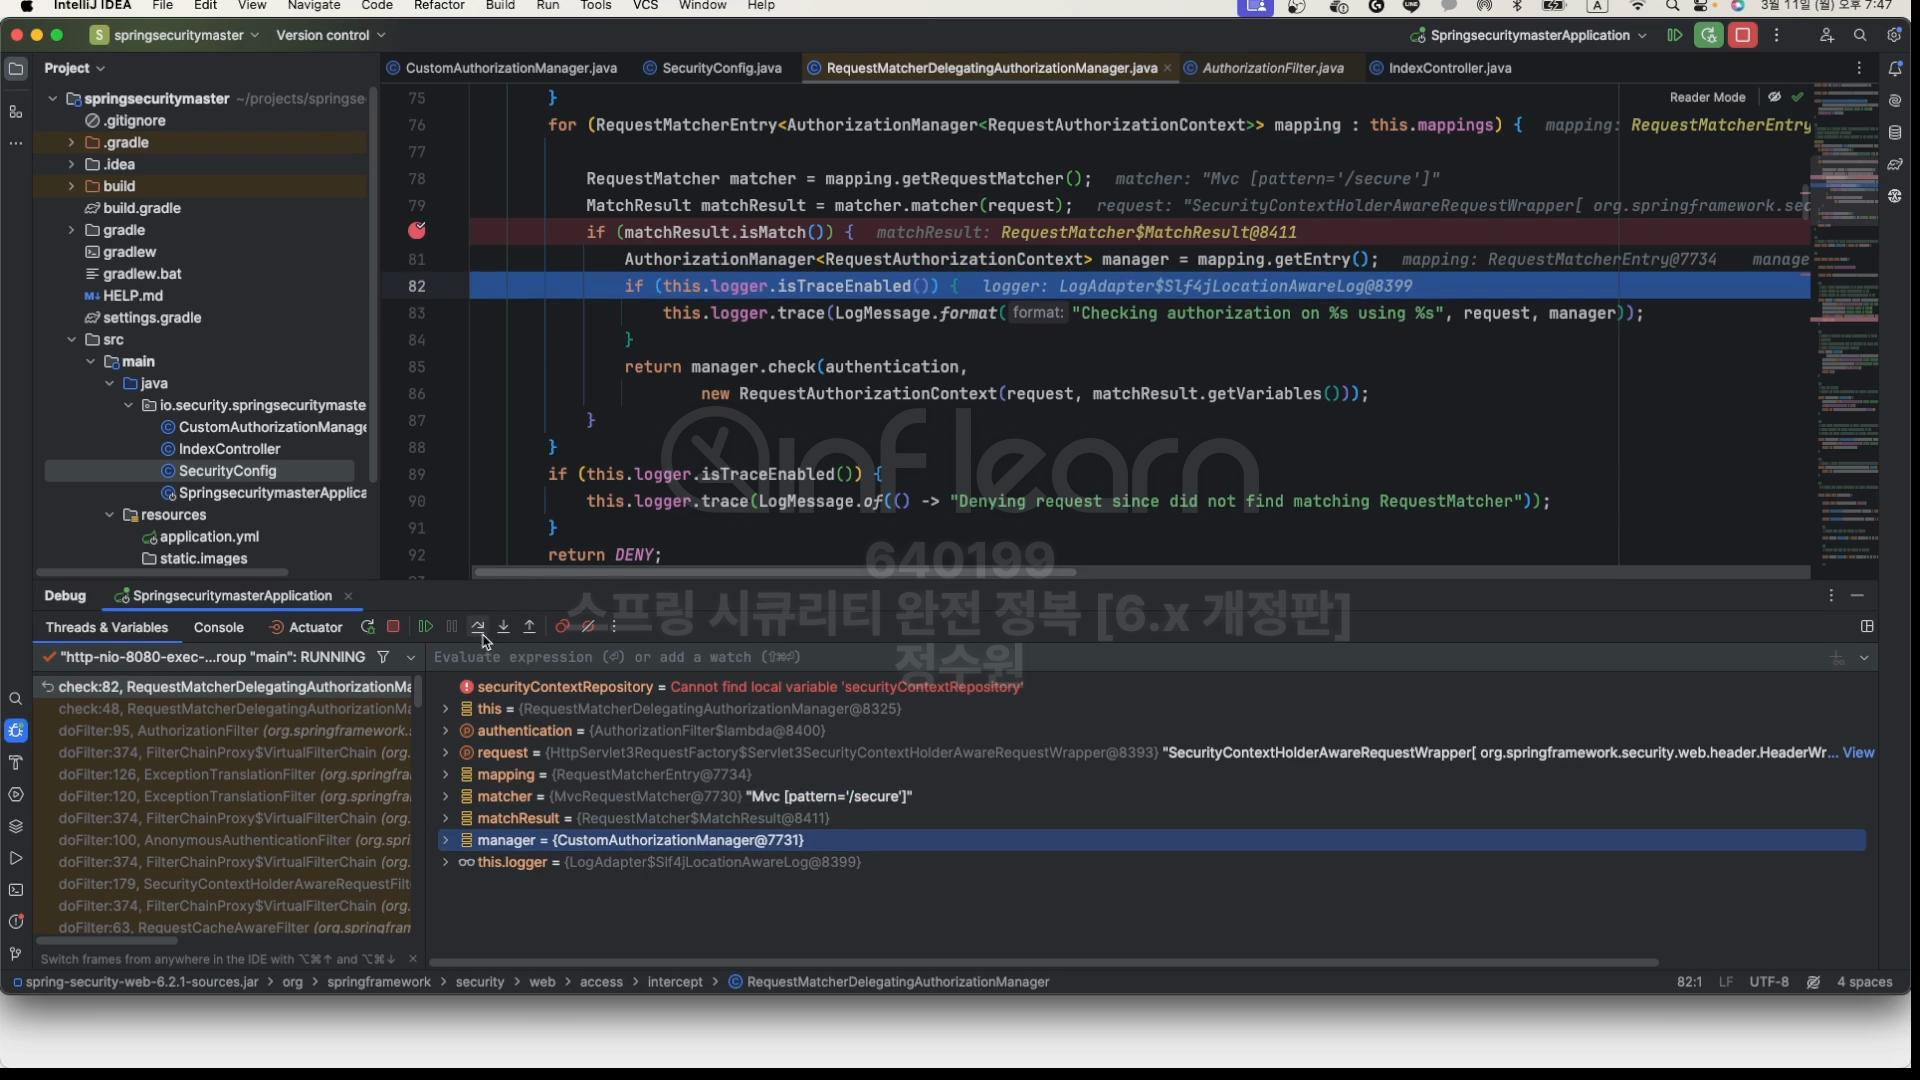 IntelliJ IDEA File Edit View Navigate Code Refactor Build Run Tools VCS Window Help A 3월 11일 (월) 오후 7:47
S springsecuritymaster Version control SpringsecuritymasterApplication
Project CustomAuthorizationManager.java SecurityConfig.java RequestMatcherDelegatingAuthorizationManager.java AuthorizationFilter.java IndexController.java
springsecuritymaster ~/projects/springse
.gitignore
.gradle
.idea
build
build.gradle
gradle
gradlew
gradlew.bat
HELP.md
settings.gradle
src
main
java
io.security.springsecuritymaste
CustomAuthorizationManage
IndexController
SecurityConfig
SpringsecuritymasterApplica
resources
application.yml
static.images
Reader Mode
75 }
76 for (RequestMatcherEntry<AuthorizationManager<RequestAuthorizationContext>> mapping : this.mappings) { mapping: RequestMatcherEntry
77
78 RequestMatcher matcher = mapping.getRequestMatcher(); matcher: "Mvc [pattern='/secure']"
79 MatchResult matchResult = matcher.matcher(request); request: "SecurityContextHolderAwareRequestWrapper[ org.springframework.sec
if (matchResult.isMatch()) { matchResult: RequestMatcher$MatchResult@8411
81 AuthorizationManager<RequestAuthorizationContext> manager = mapping.getEntry(); mapping: RequestMatcherEntry@7734 manage
82 if (this.logger.isTraceEnabled()) { logger: LogAdapter$Slf4jLocationAwareLog@8399
83 this.logger.trace(LogMessage.format( format: "Checking authorization on %s using %s", request, manager));
84 }
85 return manager.check(authentication,
86 new RequestAuthorizationContext(request, matchResult.getVariables()));
87 }
88 }
89 if (this.logger.isTraceEnabled()) {
90 this.logger.trace(LogMessage.of(() -> "Denying request since did not find matching RequestMatcher"));
91 }
92 return DENY;
inflearn
640199
스프링 시큐리티 완전 정복 [6.x 개정판]
정수원
Debug SpringsecuritymasterApplication
Threads & Variables Console Actuator
"http-nio-8080-exec-...roup "main": RUNNING Evaluate expression (⏎) or add a watch (⇧⌘⏎)
check:82, RequestMatcherDelegatingAuthorizationMa
check:48, RequestMatcherDelegatingAuthorizationMa
doFilter:95, AuthorizationFilter (org.springframework.
doFilter:374, FilterChainProxy$VirtualFilterChain (org.
doFilter:126, ExceptionTranslationFilter (org.springfra
doFilter:120, ExceptionTranslationFilter (org.springfra
doFilter:374, FilterChainProxy$VirtualFilterChain (org.
doFilter:100, AnonymousAuthenticationFilter (org.spri
doFilter:374, FilterChainProxy$VirtualFilterChain (org.
doFilter:179, SecurityContextHolderAwareRequestFilt
doFilter:374, FilterChainProxy$VirtualFilterChain (org.
doFilter:63, RequestCacheAwareFilter (org.springfran
Switch frames from anywhere in the IDE with ⌥⌘↑ and ⌥⌘↓
securityContextRepository = Cannot find local variable 'securityContextRepository'
this = {RequestMatcherDelegatingAuthorizationManager@8325}
authentication = {AuthorizationFilter$lambda@8400}
request = {HttpServlet3RequestFactory$Servlet3SecurityContextHolderAwareRequestWrapper@8393} "SecurityContextHolderAwareRequestWrapper[ org.springframework.security.web.header.HeaderWr... View
mapping = {RequestMatcherEntry@7734}
matcher = {MvcRequestMatcher@7730} "Mvc [pattern='/secure']"
matchResult = {RequestMatcher$MatchResult@8411}
manager = {CustomAuthorizationManager@7731}
this.logger = {LogAdapter$Slf4jLocationAwareLog@8399}
spring-security-web-6.2.1-sources.jar > org > springframework > security > web > access > intercept > RequestMatcherDelegatingAuthorizationManager 82:1 LF UTF-8 4 spaces